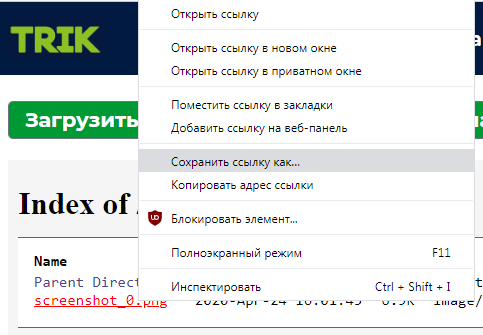 TRIK
Открыть ссылку
Открыть ссылку в новом окне
Открыть ссылку в приватном окне
Поместить ссылку в закладки
Добавить ссылку на веб-панель
Загрузить
Сохранить ссылку как...
Копировать адрес ссылки
Index of
Блокировать элемент...
Полноэкранный режим F11
Name
Parent Direct
Инспектировать Ctrl + Shift + I
screenshot_0.png 2020-Apr-24 16:01:45 6.9K image/